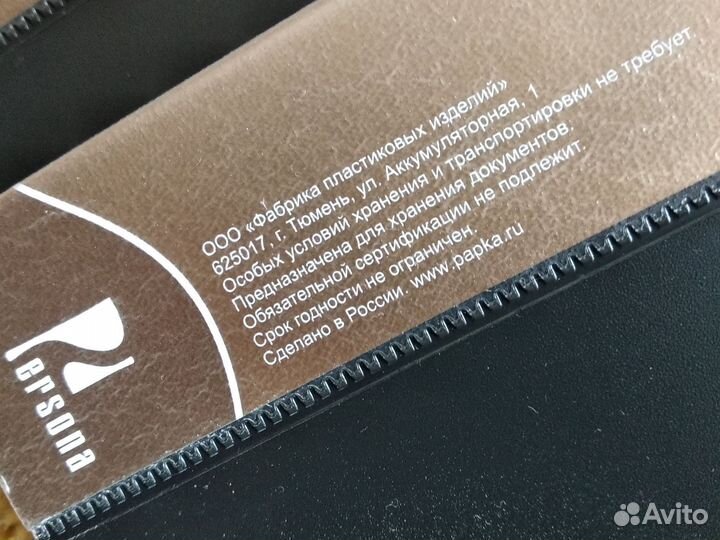 ООО «Фабрика пластиковых изделий»
625017, г. Тюмень, ул. Аккумуляторная, 1
Особых условий хранения и транспортировки не требует.
Предназначена для хранения документов.
Обязательной сертификации не подлежит.
Срок годности не ограничен.
Сделано в России. www.papka.ru
Persona
Avito